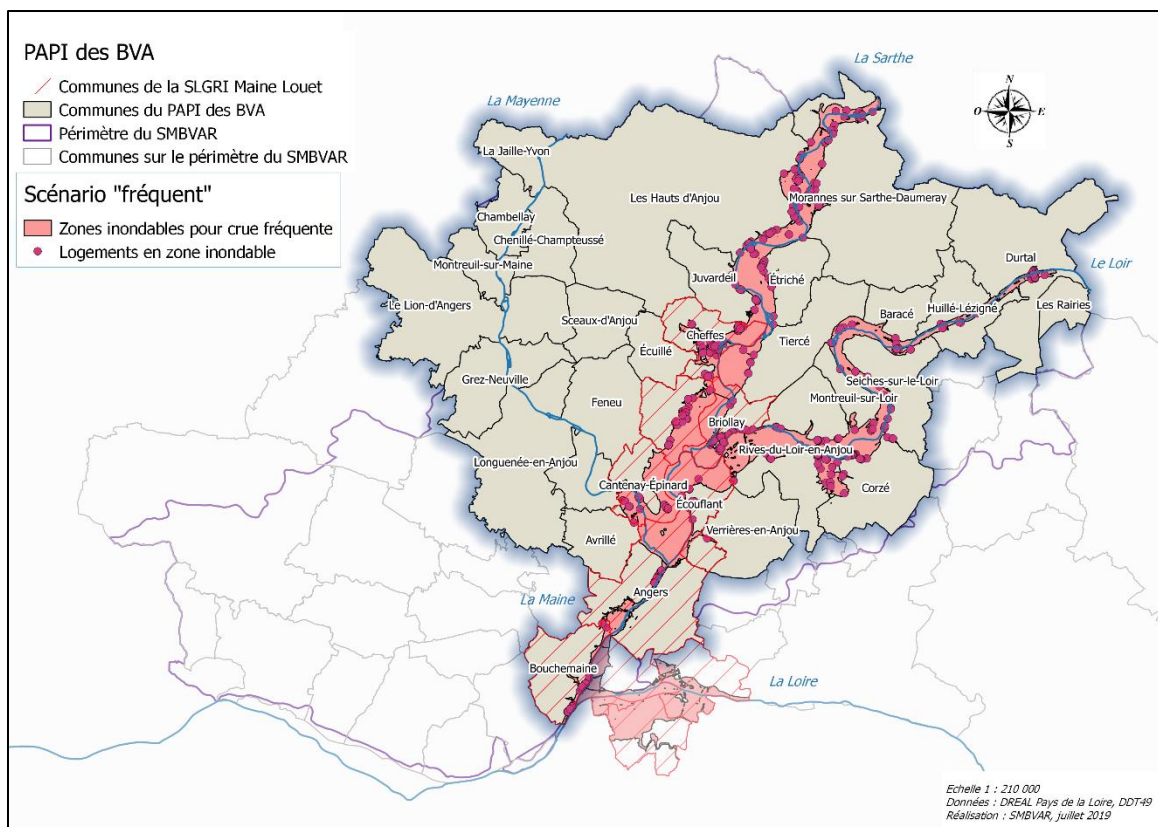 PAPI des BVA
Communes de la SLGRI Maine Louet
Communes du PAPI des BVA
Périmètre du SMBVAR
Communes sur le périmètre du SMBVAR
Scénario "fréquent"
Zones inondables pour crue fréquente
Logements en zone inondable
La Sarthe
La Mayenne
N
O
E
S
La Jaille-Yvon
Les Hauts d'Anjou
Morannes sur Sarthe-Daumeray
Chambellay
Chenillé-Champteussé
Durtal
Montreuil-sur-Maine
Le Loir
Juvardeil
Étriché
Le Lion-d'Angers
Huillé-Lézigné
Les Rairies
Baracé
Sceaux-d'Anjou
Cheffes
Tiercé
Écuillé
Grez-Neuville
Seiches-sur-le-Loir
Feneu
Montreuil-sur-Loir
Briollay
Rives-du-Loir-en-Anjou
Longuenée-en-Anjou
Cantenay-Épinard
Corzé
Écouflant
Verrières-en-Anjou
Avrillé
Angers
La Maine
Bouchemaine
La Loire
Echelle 1 : 210 000
Données : DREAL Pays de la Loire, DDT49
Réalisation : SMBVAR, juillet 2019